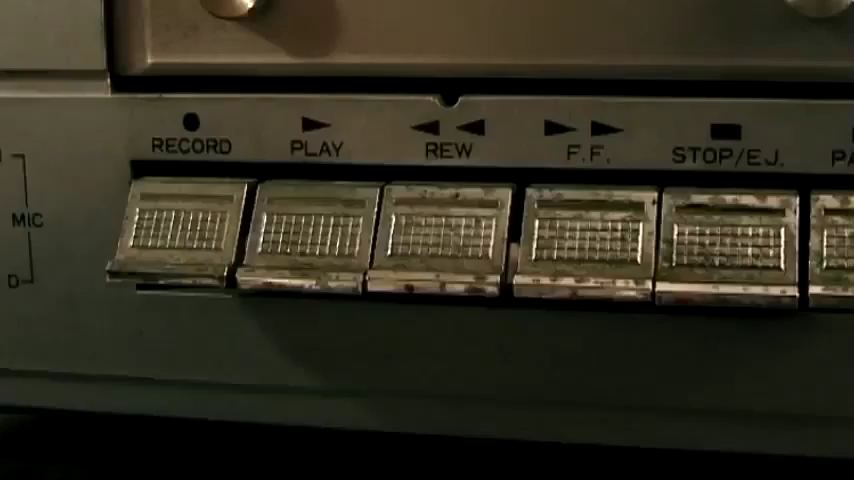 RECORD
PLAY
REW
F.F.
STOP/EJ.
MIC